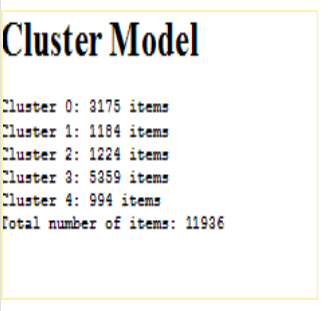 Cluster Model
Cluster 0: 3175 items
Cluster 1: 1184 items
Cluster 2: 1224 items
Cluster 3: 5359 items
Cluster 4: 994 items
Total number of items: 11936